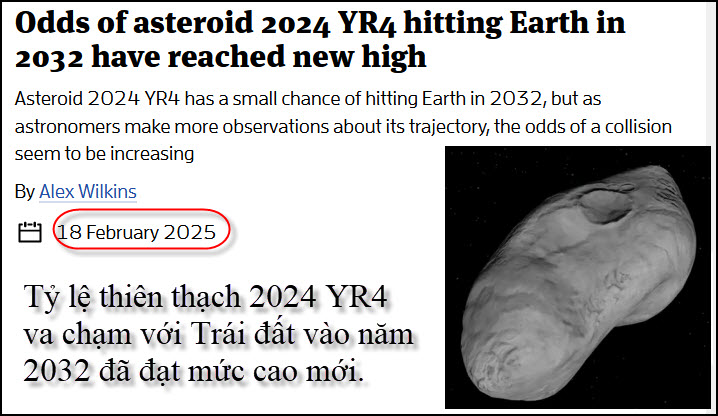 Odds of asteroid 2024 YR4 hitting Earth in
2032 have reached new high
Asteroid 2024 YR4 has a small chance of hitting Earth in 2032, but as
astronomers make more observations about its trajectory, the odds of a collision
seem to be increasing
By Alex Wilkins
18 February 2025
Tỷ lệ thiên thạch 2024 YR4
va chạm với Trái đất vào năm
2032 đã đạt mức cao mới.